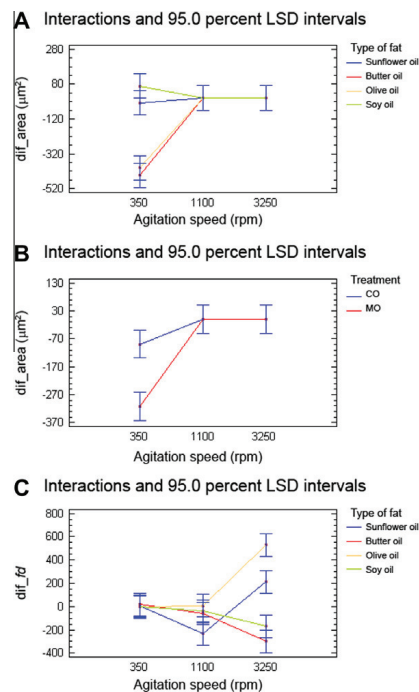 A Interactions and 95.0 percent LSD intervals
dif_area (µm²)
280
80
-120
-320
-520
350 1100 3250
Agitation speed (rpm)
Type of fat
Sunflower oil
Butter oil
Olive oil
Soy oil
B Interactions and 95.0 percent LSD intervals
dif_area (µm²)
130
30
-70
-170
-270
-370
350 1100 3250
Agitation speed (rpm)
Treatment
CO
MO
C Interactions and 95.0 percent LSD intervals
dif_fd
800
600
400
200
0
-200
-400
350 1100 3250
Agitation speed (rpm)
Type of fat
Sunflower oil
Butter oil
Olive oil
Soy oil